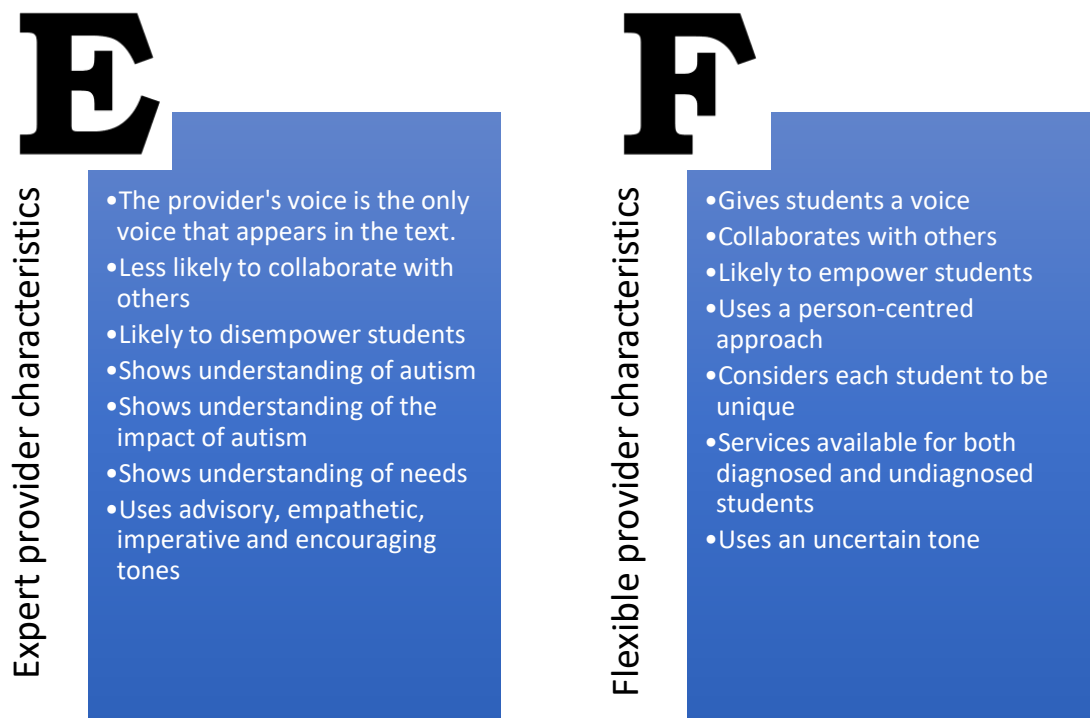 E
Expert provider characteristics
•The provider's voice is the only
voice that appears in the text.
•Less likely to collaborate with
others
•Likely to disempower students
•Shows understanding of autism
•Shows understanding of the
impact of autism
•Shows understanding of needs
•Uses advisory, empathetic,
imperative and encouraging
tones
F
Flexible provider characteristics
•Gives students a voice
•Collaborates with others
•Likely to empower students
•Uses a person-centred
approach
•Considers each student to be
unique
•Services available for both
diagnosed and undiagnosed
students
•Uses an uncertain tone